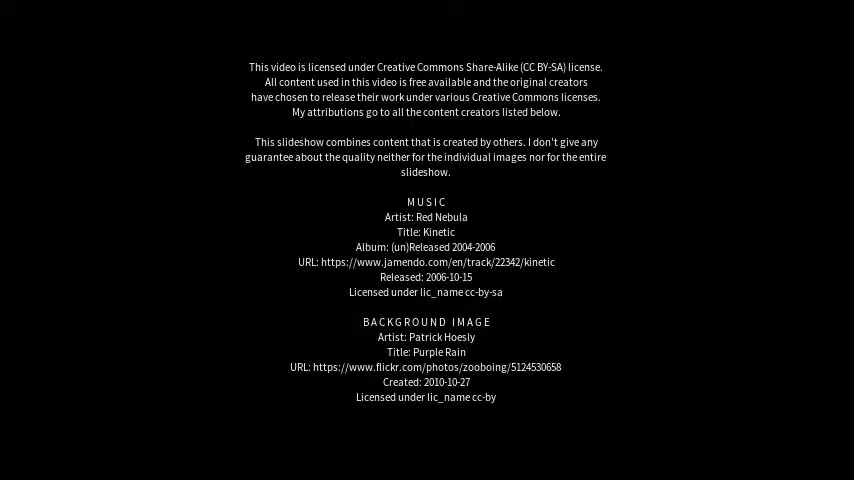 This video is licensed under Creative Commons Share-Alike (CC BY-SA) license.
All content used in this video is free available and the original creators
have chosen to release their work under various Creative Commons licenses.
My attributions go to all the content creators listed below.
This slideshow combines content that is created by others. I don't give any
guarantee about the quality neither for the individual images nor for the entire
slideshow.
MUSIC
Artist: Red Nebula
Title: Kinetic
Album: (un)Released 2004-2006
URL: https://www.jamendo.com/en/track/22342/kinetic
Released: 2006-10-15
Licensed under lic_name cc-by-sa
BACKGROUND IMAGE
Artist: Patrick Hoesly
Title: Purple Rain
URL: https://www.flickr.com/photos/zooboing/5124530658
Created: 2010-10-27
Licensed under lic_name cc-by